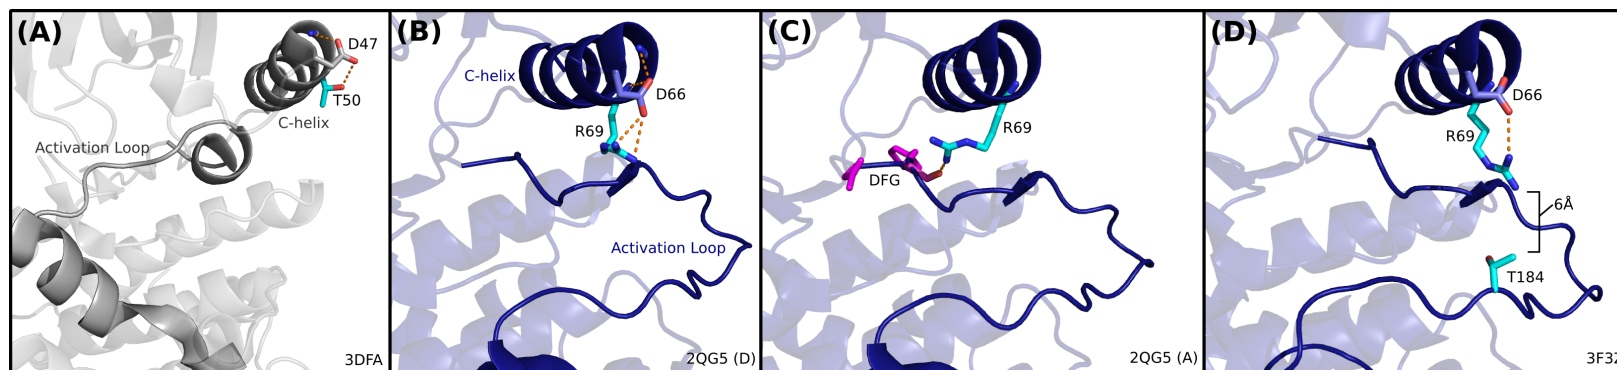 (A)
D47
T50
C-helix
Activation Loop
3DFA
(B)
C-helix
D66
R69
Activation Loop
2QG5 (D)
(C)
R69
DFG
2QG5 (A)
(D)
D66
R69
6Å
T184
3F3Z